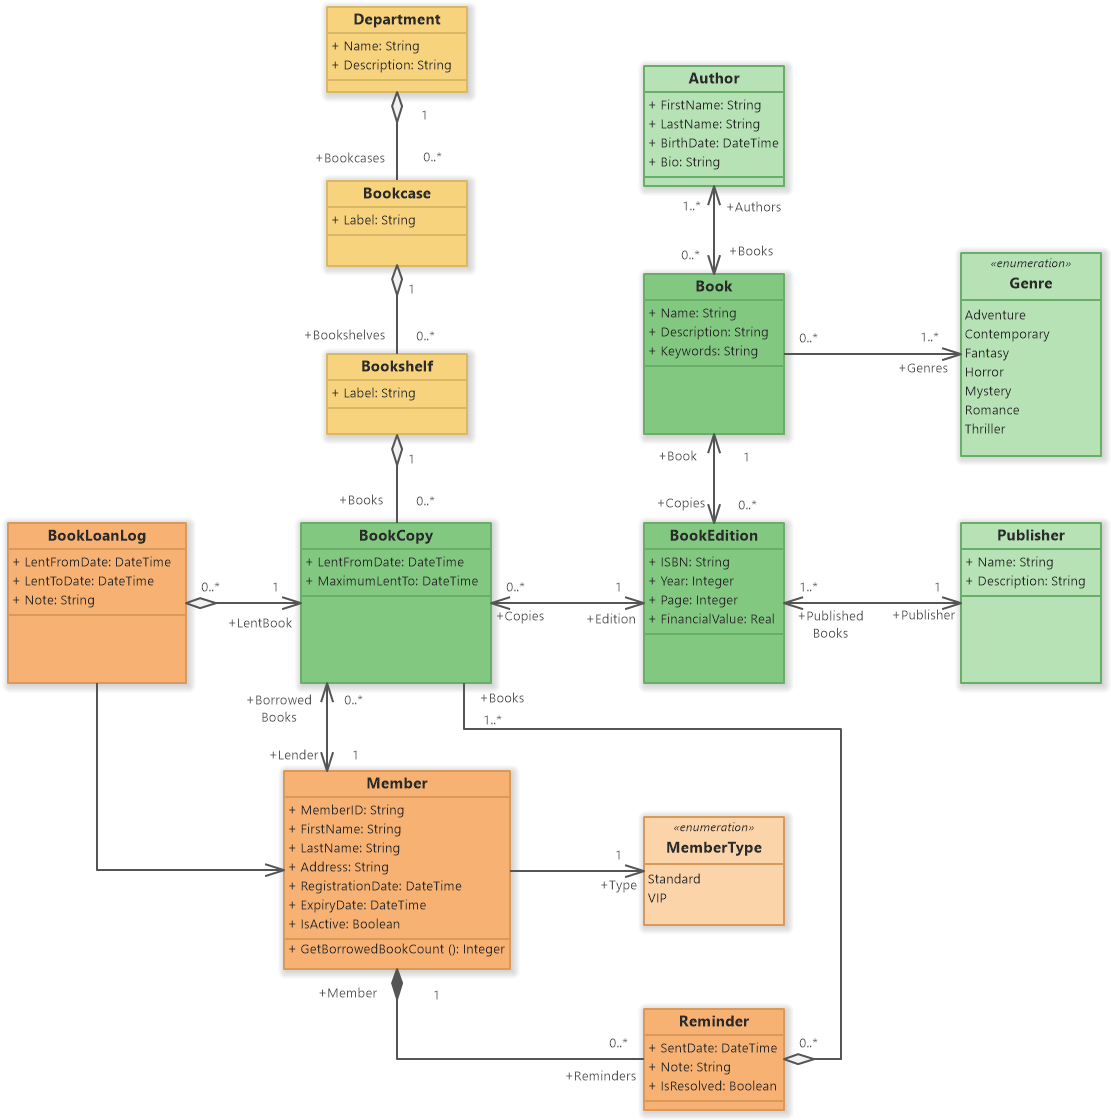 Department
+ Name: String
+ Description: String
1
+Bookcases
0..*
Bookcase
+ Label: String
1
+Bookshelves
0..*
Bookshelf
+ Label: String
1
+Books
0..*
Author
+ FirstName: String
+ LastName: String
+ BirthDate: DateTime
+ Bio: String
1..*
+Authors
+Books
0..*
Book
+ Name: String
+ Description: String
+ Keywords: String
0..*
1..*
+Genres
«enumeration»
Genre
Adventure
Contemporary
Fantasy
Horror
Mystery
Romance
Thriller
+Book
1
+Copies
0..*
BookLoanLog
+ LentFromDate: DateTime
+ LentToDate: DateTime
+ Note: String
0..*
1
+LentBook
BookCopy
+ LentFromDate: DateTime
+ MaximumLentTo: DateTime
0..*
1
+Copies
+Edition
BookEdition
+ ISBN: String
+ Year: Integer
+ Page: Integer
+ FinancialValue: Real
1..*
1
+Published
Books
+Publisher
Publisher
+ Name: String
+ Description: String
+Borrowed
Books
0..*
+Books
1..*
+Lender
1
Member
+ MemberID: String
+ FirstName: String
+ LastName: String
+ Address: String
+ RegistrationDate: DateTime
+ ExpiryDate: DateTime
+ IsActive: Boolean
+ GetBorrowedBookCount (): Integer
1
+Type
«enumeration»
MemberType
Standard
VIP
+Member
1
0..*
+Reminders
Reminder
+ SentDate: DateTime
+ Note: String
+ IsResolved: Boolean
0..*